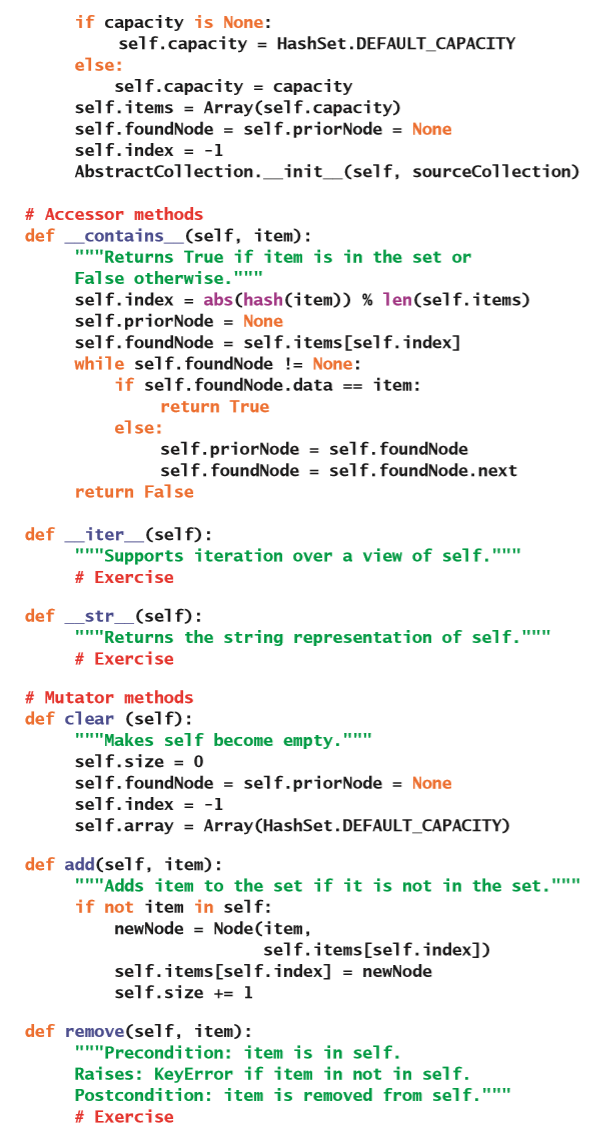 if capacity is None:
self.capacity = HashSet.DEFAULT_CAPACITY
else:
self.capacity = capacity
self.items = Array(self.capacity)
self.foundNode = self.priorNode = None
self.index = -1
AbstractCollection.__init__(self, sourceCollection)
# Accessor methods
def __contains__(self, item):
"""Returns True if item is in the set or
False otherwise."""
self.index = abs(hash(item)) % len(self.items)
self.priorNode = None
self.foundNode = self.items[self.index]
while self.foundNode != None:
if self.foundNode.data == item:
return True
else:
self.priorNode = self.foundNode
self.foundNode = self.foundNode.next
return False
def __iter__(self):
"""Supports iteration over a view of self."""
# Exercise
def __str__(self):
"""Returns the string representation of self."""
# Exercise
# Mutator methods
def clear (self):
"""Makes self become empty."""
self.size = 0
self.foundNode = self.priorNode = None
self.index = -1
self.array = Array(HashSet.DEFAULT_CAPACITY)
def add(self, item):
"""Adds item to the set if it is not in the set."""
if not item in self:
newNode = Node(item,
self.items[self.index])
self.items[self.index] = newNode
self.size += 1
def remove(self, item):
"""Precondition: item is in self.
Raises: KeyError if item in not in self.
Postcondition: item is removed from self."""
# Exercise